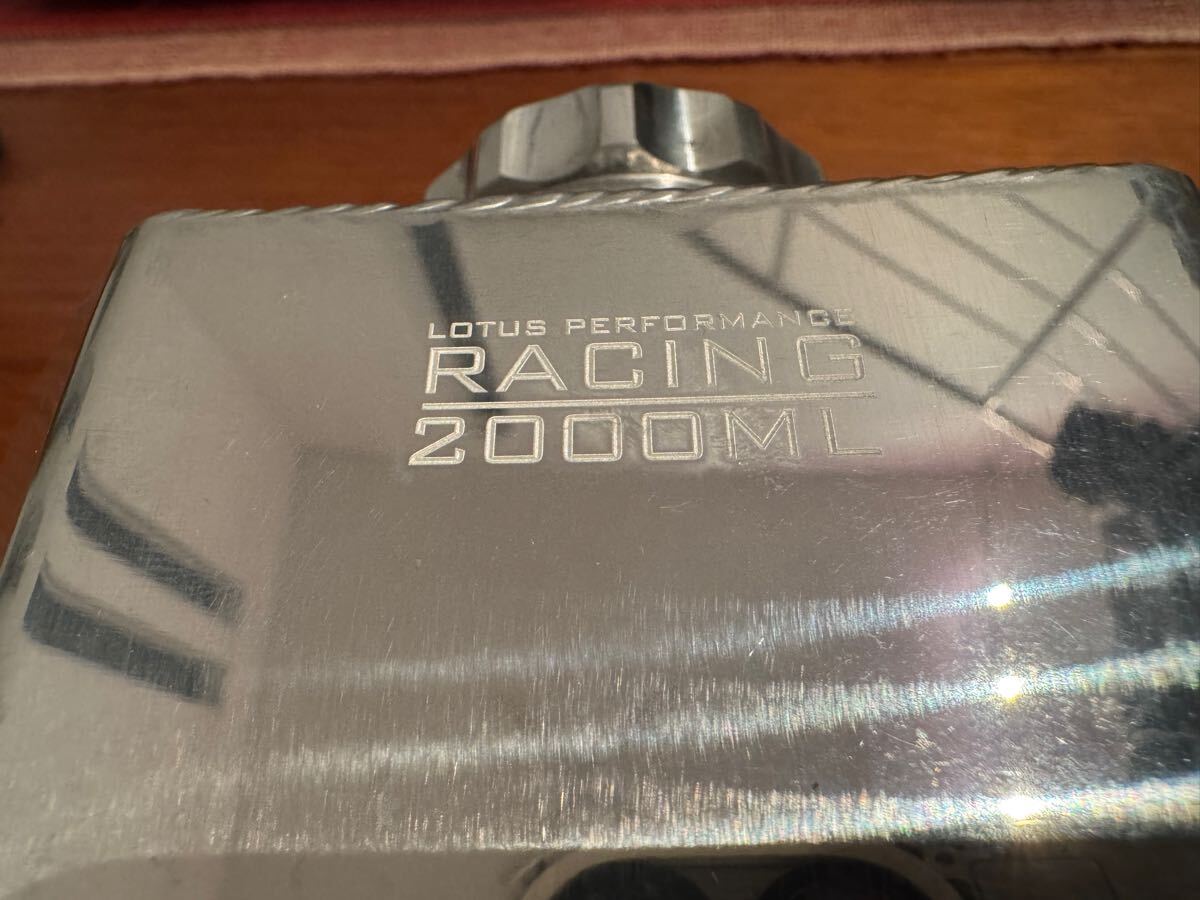 LOTUS PERFORMANCE
RACING
2000ML